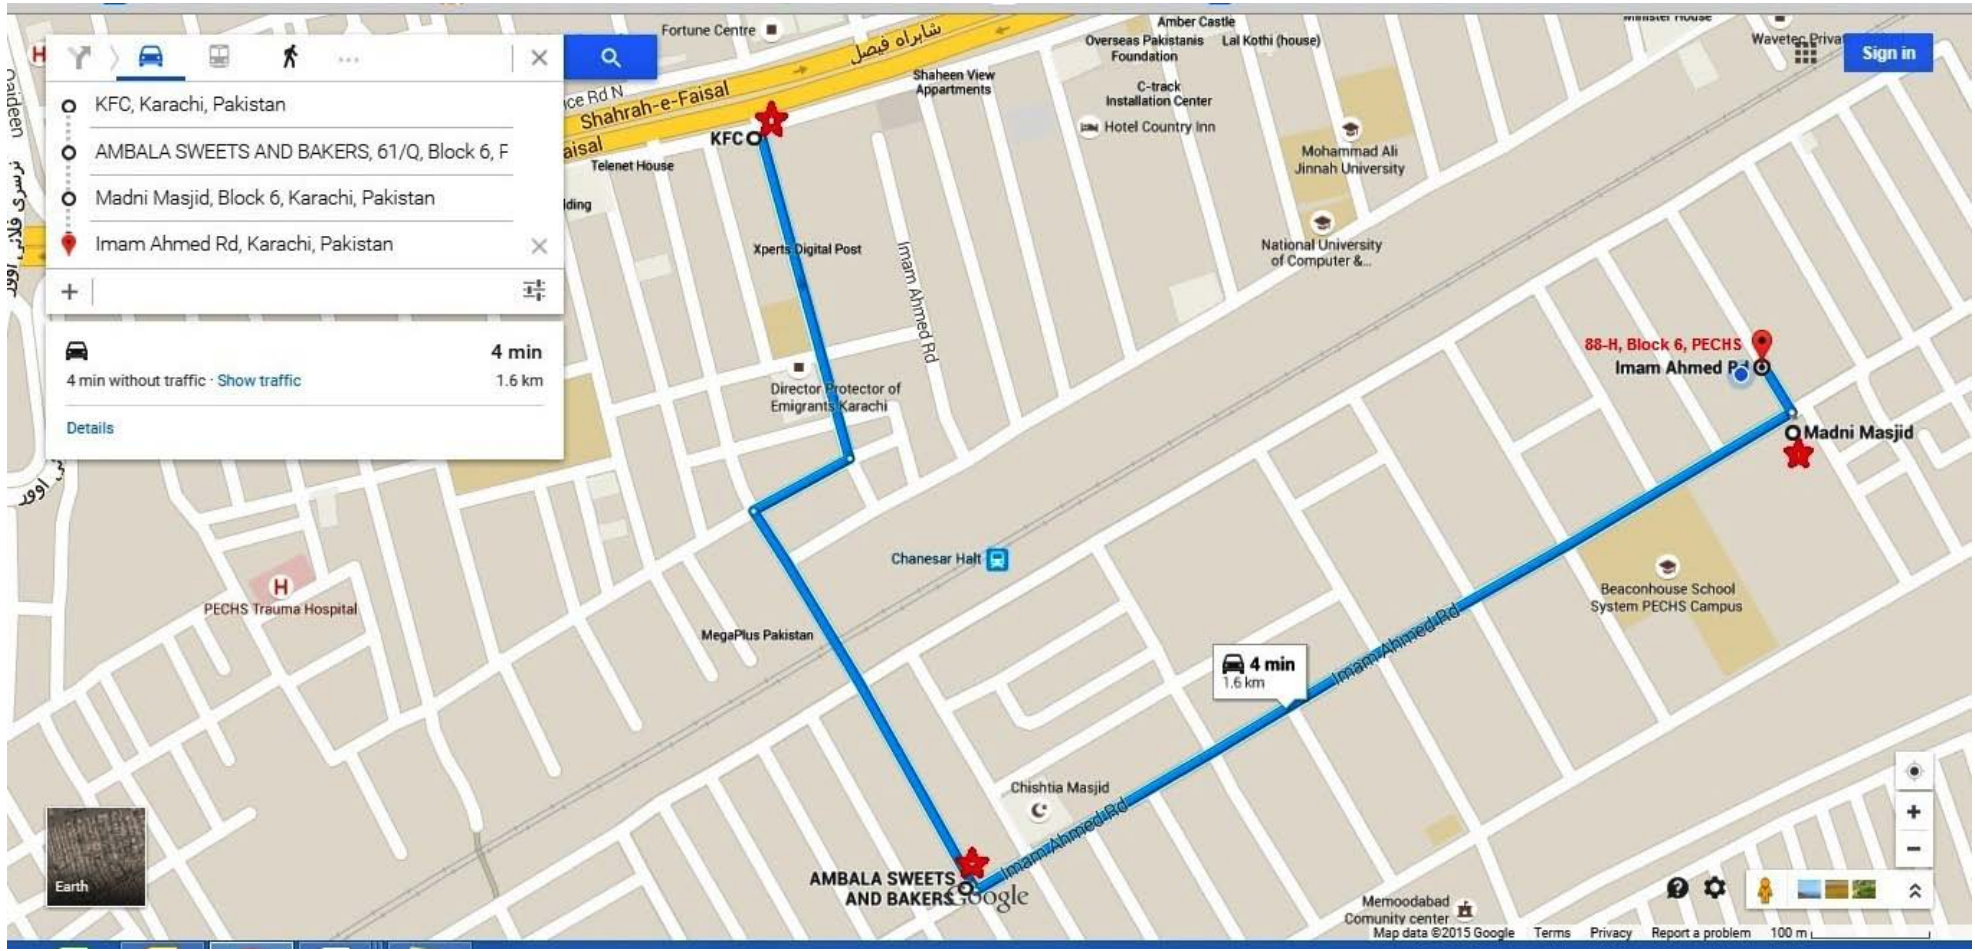 KFC, Karachi, Pakistan
AMBALA SWEETS AND BAKERS, 61/Q, Block 6, F
Madni Masjid, Block 6, Karachi, Pakistan
Imam Ahmed Rd, Karachi, Pakistan
4 min
4 min without traffic · Show traffic
1.6 km
Details
Sign in
Fortune Centre
شاہراہ فیصل
Amber Castle
Overseas Pakistanis
Foundation
Lal Kothi (house)
Minister House
Shaheen View
Appartments
C-track
Installation Center
Hotel Country Inn
Shahrah-e-Faisal
KFC
Telenet House
Mohammad Ali
Jinnah University
National University
of Computer &...
Xperts Digital Post
Imam Ahmed Rd
Director Protector of
Emigrants Karachi
88-H, Block 6, PECHS
Imam Ahmed Rd
Madni Masjid
H
PECHS Trauma Hospital
Chanesar Halt
Beaconhouse School
System PECHS Campus
MegaPlus Pakistan
4 min
1.6 km
Imam Ahmed Rd
Chishtia Masjid
Imam Ahmed Rd
AMBALA SWEETS
AND BAKERS
Google
Earth
Memoodabad
Comunity center
Map data ©2015 Google Terms Privacy Report a problem 100 m